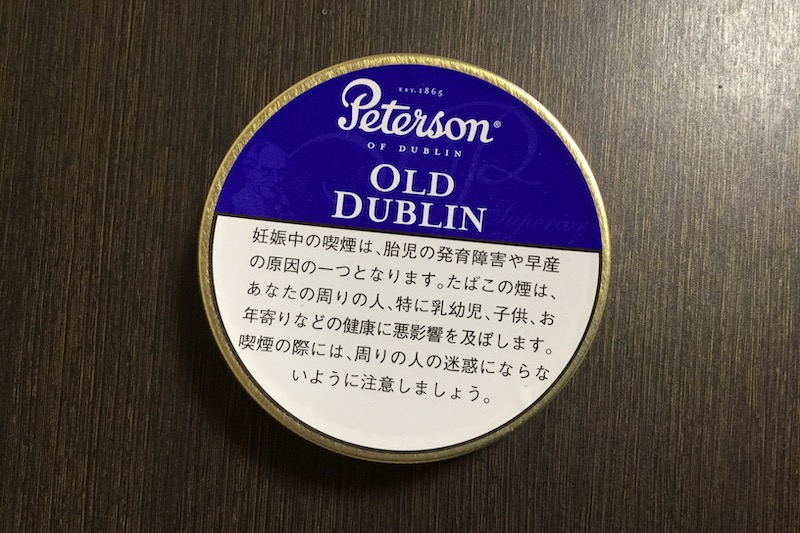 EST.1865
Peterson®
OF DUBLIN
OLD
DUBLIN
妊娠中の喫煙は、胎児の発育障害や早産
の原因の一つとなります。たばこの煙は、
あなたの周りの人、特に乳幼児、子供、お
年寄りなどの健康に悪影響を及ぼします。
喫煙の際には、周りの人の迷惑にならな
いように注意しましょう。